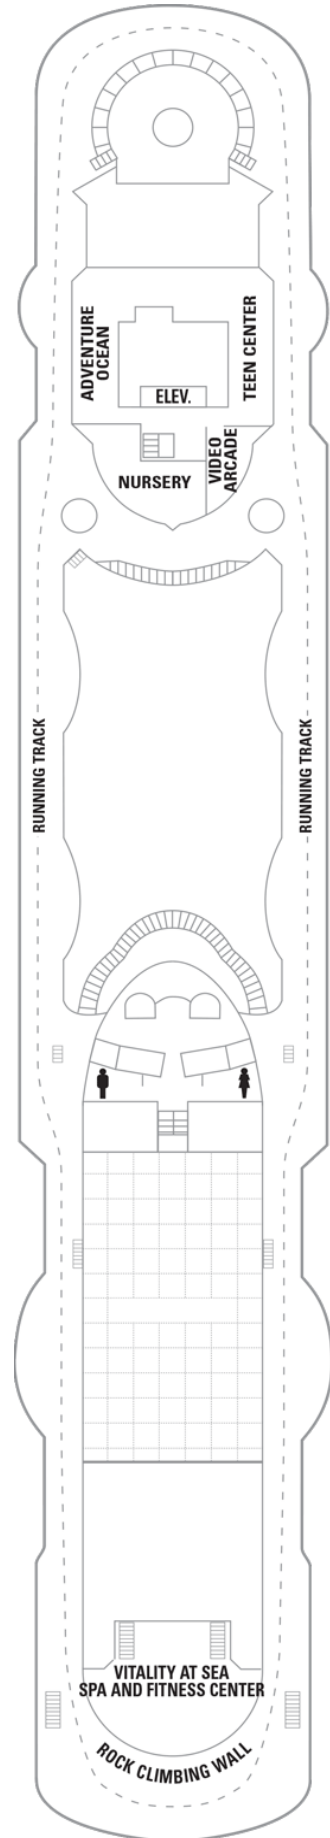 ADVENTURE
OCEAN
TEEN CENTER
ELEV.
NURSERY
VIDEO
ARCADE
RUNNING TRACK
RUNNING TRACK
VITALITY AT SEA
SPA AND FITNESS CENTER
ROCK CLIMBING WALL